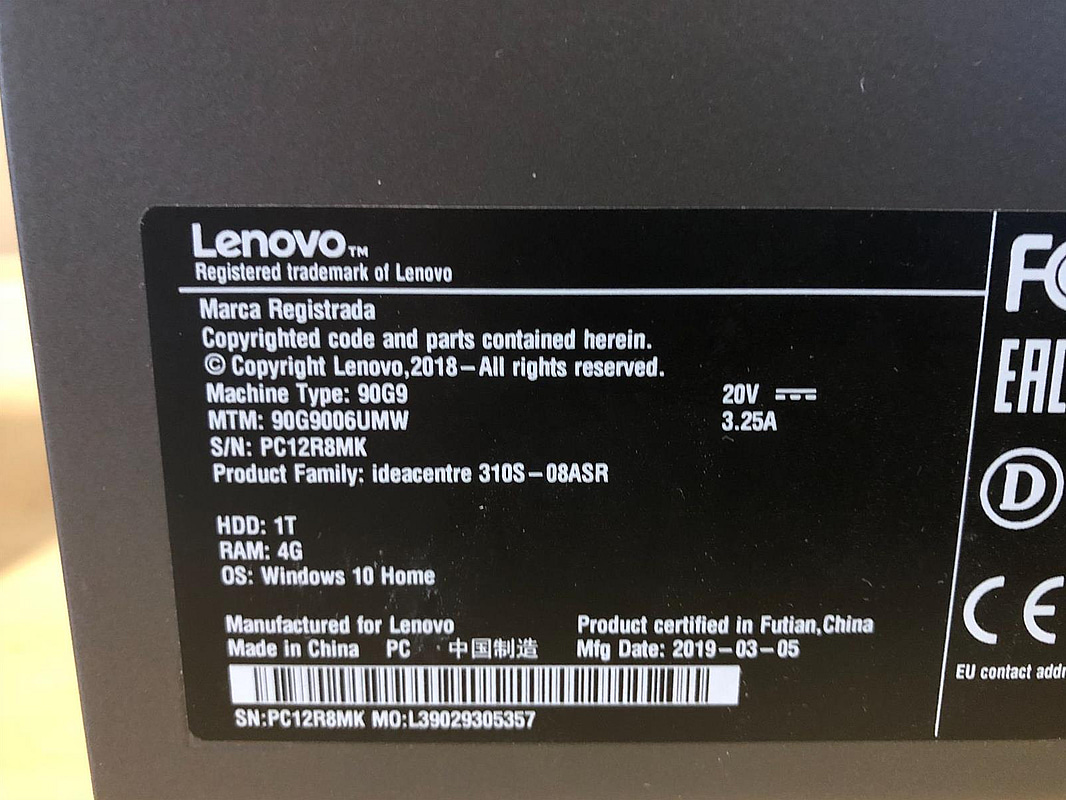 Lenovo™
Registered trademark of Lenovo
Marca Registrada
Copyrighted code and parts contained herein.
© Copyright Lenovo,2018-All rights reserved.
Machine Type: 90G9
20V
MTM: 90G9006UMW
3.25A
S/N: PC12R8MK
Product Family: ideacentre 310S-08ASR
HDD: 1T
RAM: 4G
OS: Windows 10 Home
Manufactured for Lenovo
Product certified in Futian,China
Made in China PC 中国制造
Mfg Date: 2019-03-05
SN:PC12R8MK MO:L39029305357
FC
EAC
D
CE
EU contact addr